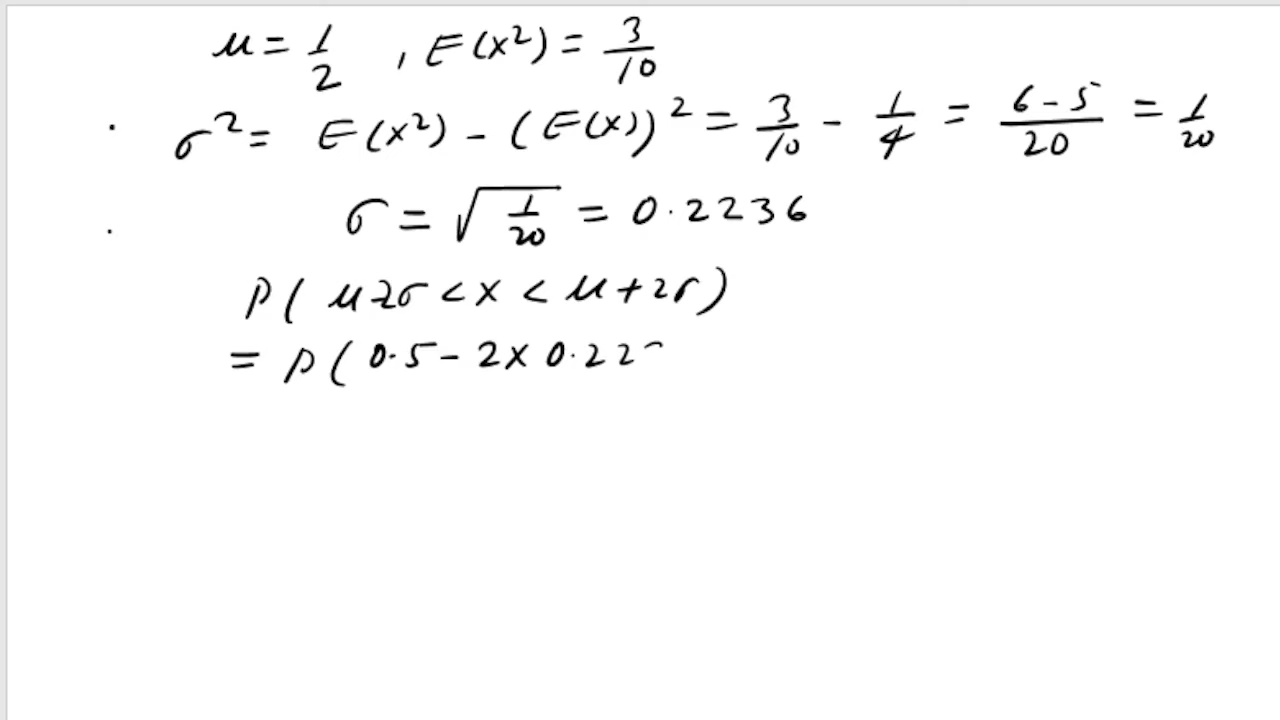 μ = 1/2 , E(x²) = 3/10
σ² = E(x²) - (E(x))² = 3/10 - 1/4 = 6-5/20 = 1/20
σ = √1/20 = 0.2236
P( μ 2σ < x < μ + 2σ )
= P( 0.5 - 2 x 0.22